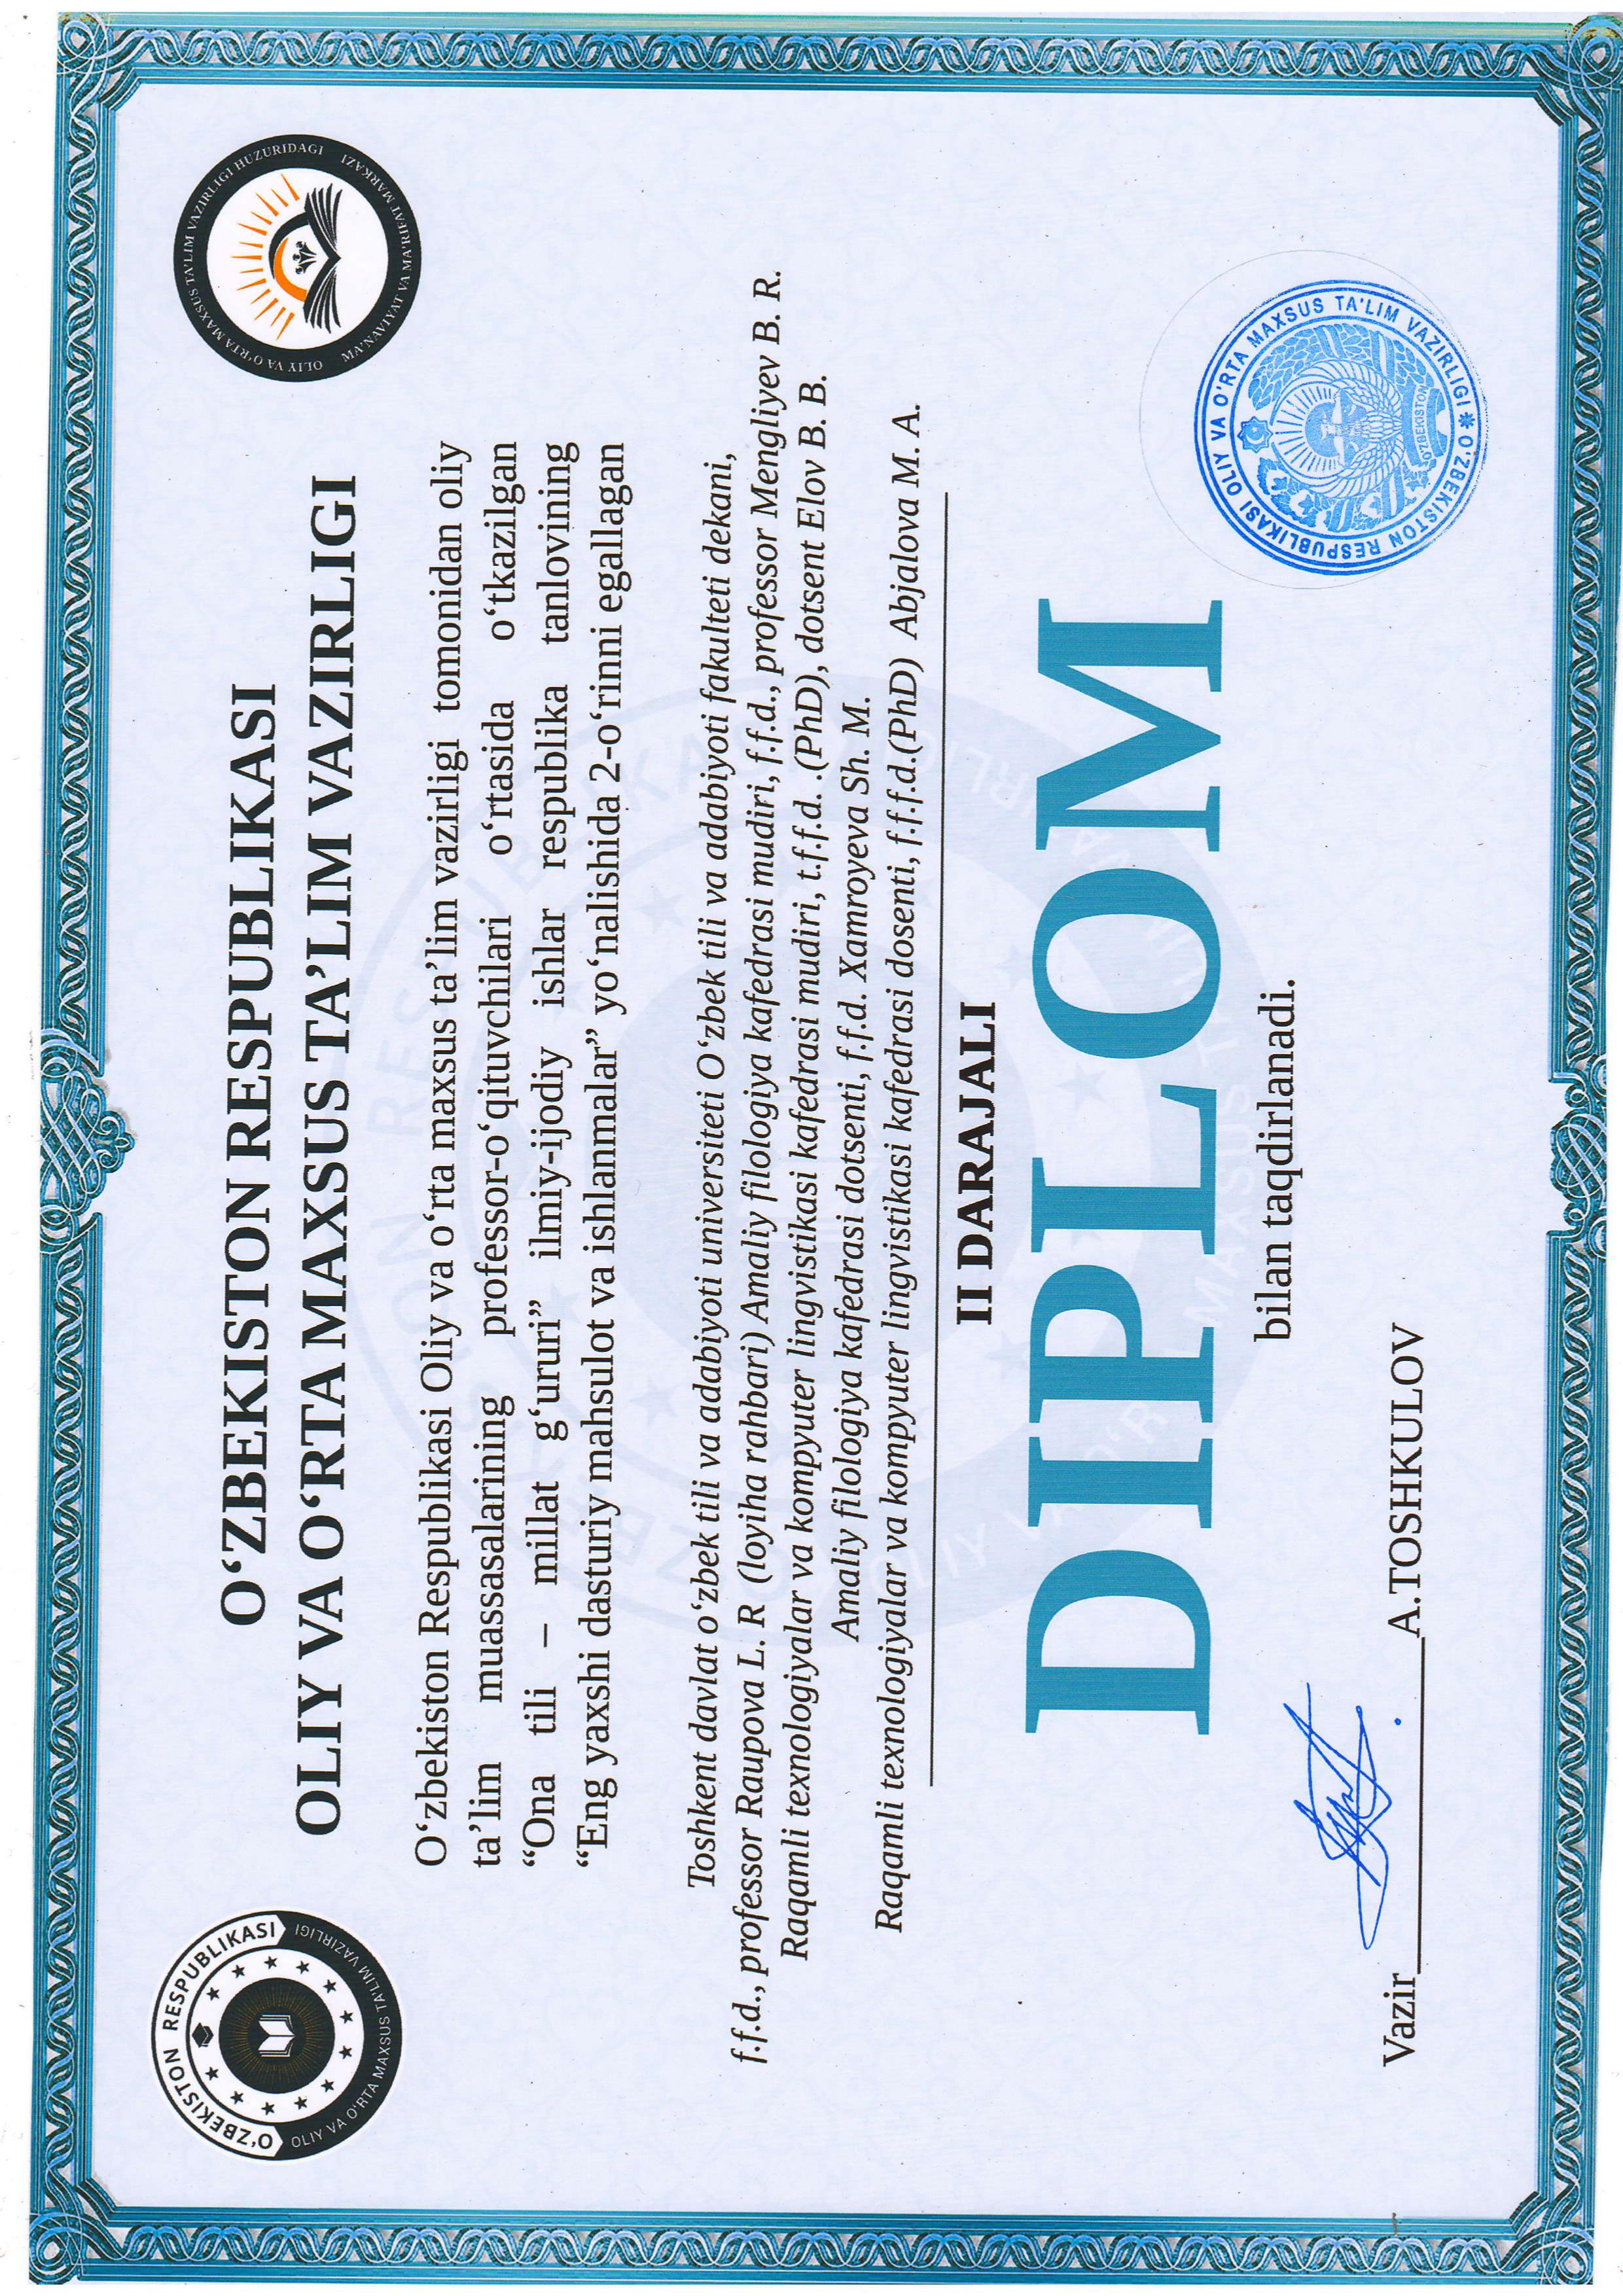 O‘ZBEKISTON RESPUBLIKASI
OLIY VA O‘RTA MAXSUS TA’LIM VAZIRLIGI
O‘ZBEKISTON RESPUBLIKASI
OLIY VA O‘RTA MAXSUS TA’LIM VAZIRLIGI
OLIY VA O‘RTA MAXSUS TA’LIM VAZIRLIGI HUZURIDAGI
MA’NAVIYAT VA MA’RIFAT MARKAZI
O‘zbekiston Respublikasi Oliy va o‘rta maxsus ta’lim vazirligi tomonidan oliy
ta’lim muassasalarining professor-o‘qituvchilari o‘rtasida o‘tkazilgan
“Ona tili – millat g‘ururi” ilmiy-ijodiy ishlar respublika tanlovining
“Eng yaxshi dasturiy mahsulot va ishlanmalar” yo‘nalishida 2-o‘rinni egallagan
Toshkent davlat o‘zbek tili va adabiyoti universiteti O‘zbek tili va adabiyoti fakulteti dekani,
f.f.d., professor Raupova L. R (loyiha rahbari) Amaliy filologiya kafedrasi mudiri, f.f.d., professor Mengliyev B. R.
Raqamli texnologiyalar va kompyuter lingvistikasi kafedrasi mudiri, t.f.f.d. .(PhD), dotsent Elov B. B.
Amaliy filologiya kafedrasi dotsenti, f.f.d. Xamroyeva Sh. M.
Raqamli texnologiyalar va kompyuter lingvistikasi kafedrasi dosenti, f.f.f.d.(PhD) Abjalova M. A.
II DARAJALI
DIPLOM
bilan taqdirlanadi.
Vazir A.TOSHKULOV
O‘ZBEKISTON RESPUBLIKASI OLIY VA O‘RTA MAXSUS TA’LIM VAZIRLIGI
O‘ZBEKISTON